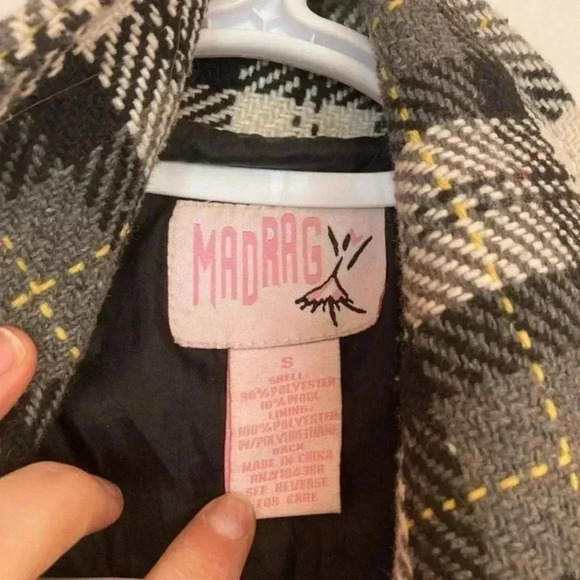 MADRAG
S
SHELL:
90% POLYESTER
10% WOOL
LINING:
100% POLYESTER
W/POLYURETHANE
BACK
MADE IN CHINA
RN#104388
SEE REVERSE
FOR CARE